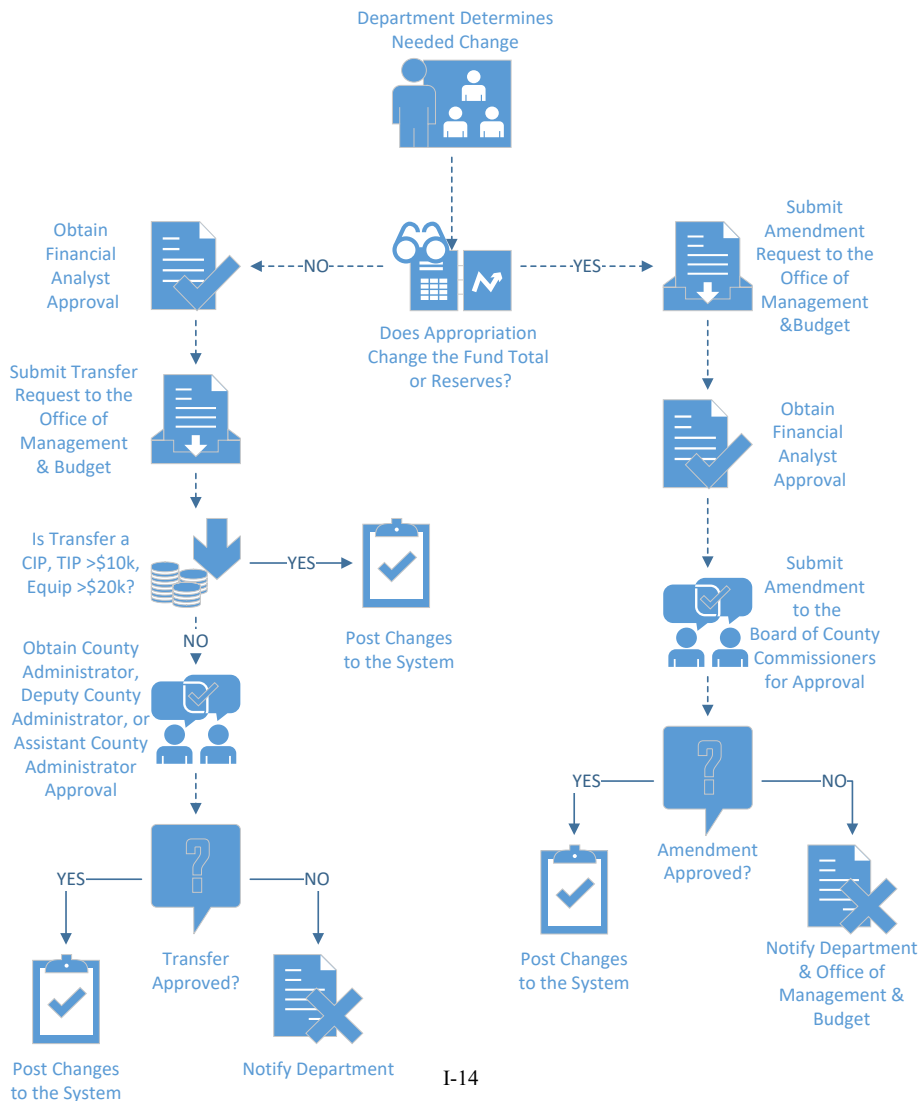 Department Determines
Needed Change
Obtain
Financial
Analyst
Approval
NO
YES
Submit
Amendment
Request to the
Office of
Management
&Budget
Does Appropriation
Change the Fund Total
or Reserves?
Submit Transfer
Request to the
Office of
Management
& Budget
Obtain
Financial
Analyst
Approval
Is Transfer a
CIP, TIP >$10k,
Equip >$20k?
YES
Post Changes
to the System
Submit
Amendment
to the
Board of County
Commissioners
for Approval
NO
Obtain County
Administrator,
Deputy County
Administrator, or
Assistant County
Administrator
Approval
YES
NO
Amendment
Approved?
YES
NO
Transfer
Approved?
Post Changes
to the System
Notify Department
& Office of
Management &
Budget
Post Changes
to the System
Notify Department
I-14